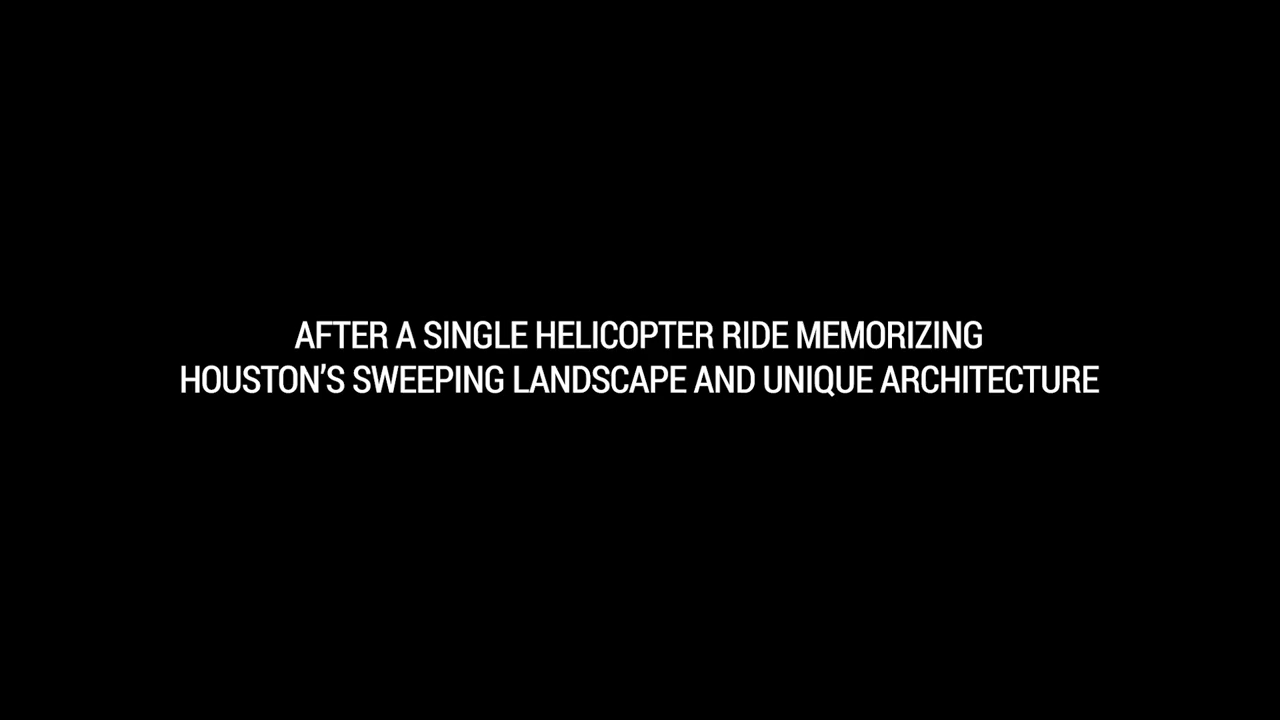 AFTER A SINGLE HELICOPTER RIDE MEMORIZING
HOUSTON'S SWEEPING LANDSCAPE AND UNIQUE ARCHITECTURE